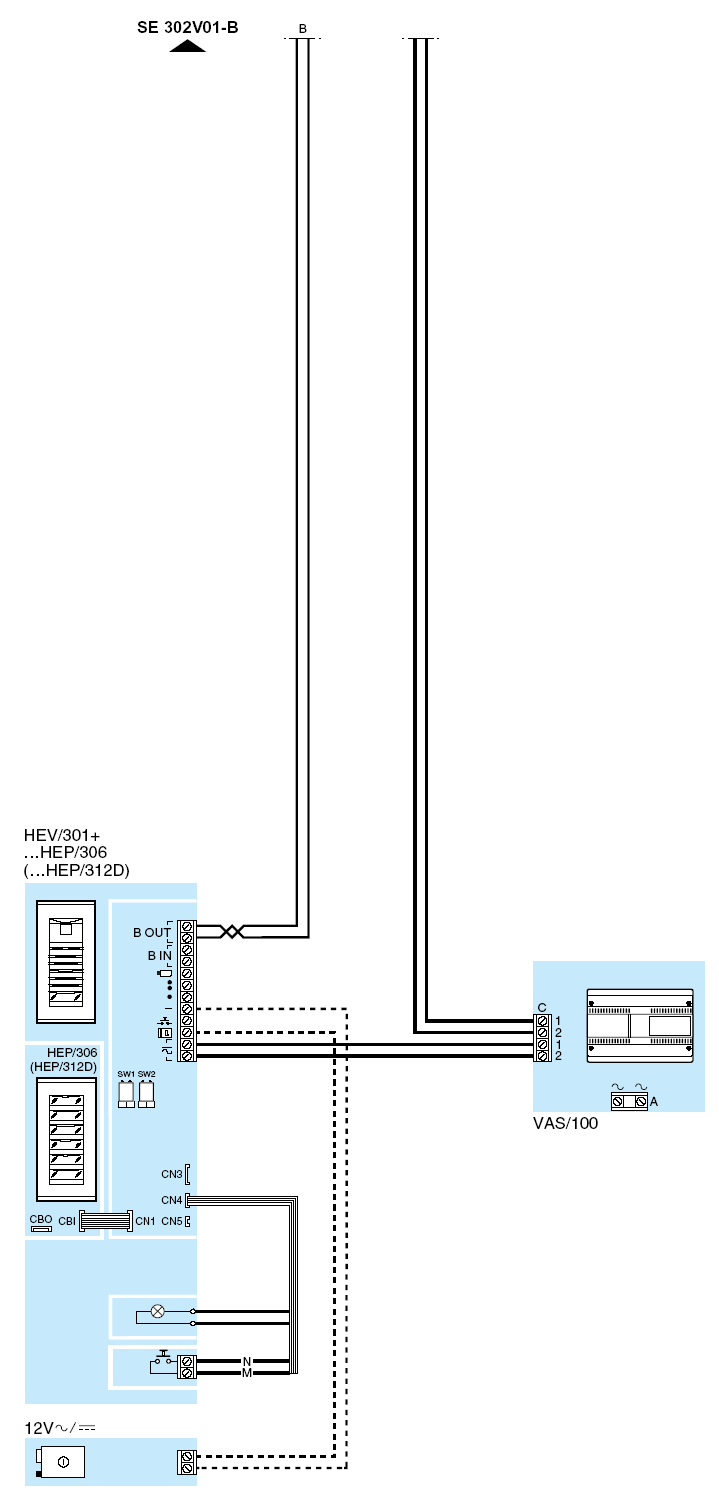 SE 302V01-B
B
HEV/301+
...HEP/306
(...HEP/312D)
B OUT
B IN
HEP/306
(HEP/312D)
SW1 SW2
C
1
2
1
2
A
VAS/100
CN3
CN4
CBO CBI CN1 CN5
N
M
12V~/⎓